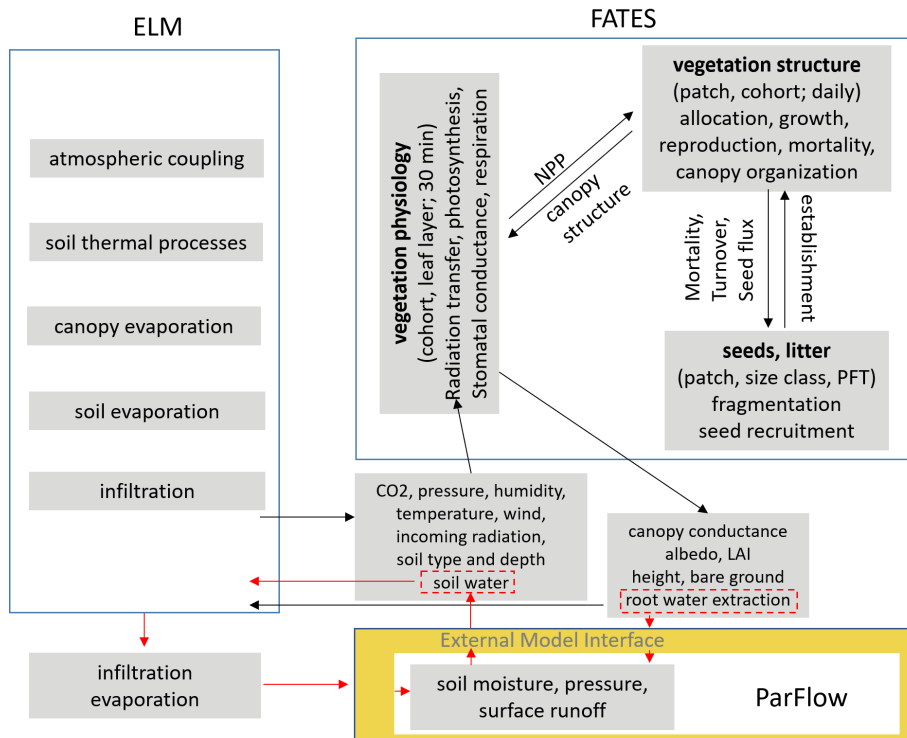 ELM
FATES
atmospheric coupling
soil thermal processes
canopy evaporation
soil evaporation
infiltration
vegetation physiology
(cohort, leaf layer; 30 min)
Radiation transfer, photosynthesis,
Stomatal conductance, respiration
NPP
canopy
structure
vegetation structure
(patch, cohort; daily)
allocation, growth,
reproduction, mortality,
canopy organization
Mortality,
Turnover,
Seed flux
establishment
seeds, litter
(patch, size class, PFT)
fragmentation
seed recruitment
CO2, pressure, humidity,
temperature, wind,
incoming radiation,
soil type and depth
soil water
canopy conductance
albedo, LAI
height, bare ground
root water extraction
infiltration
evaporation
External Model Interface
soil moisture, pressure,
surface runoff
ParFlow